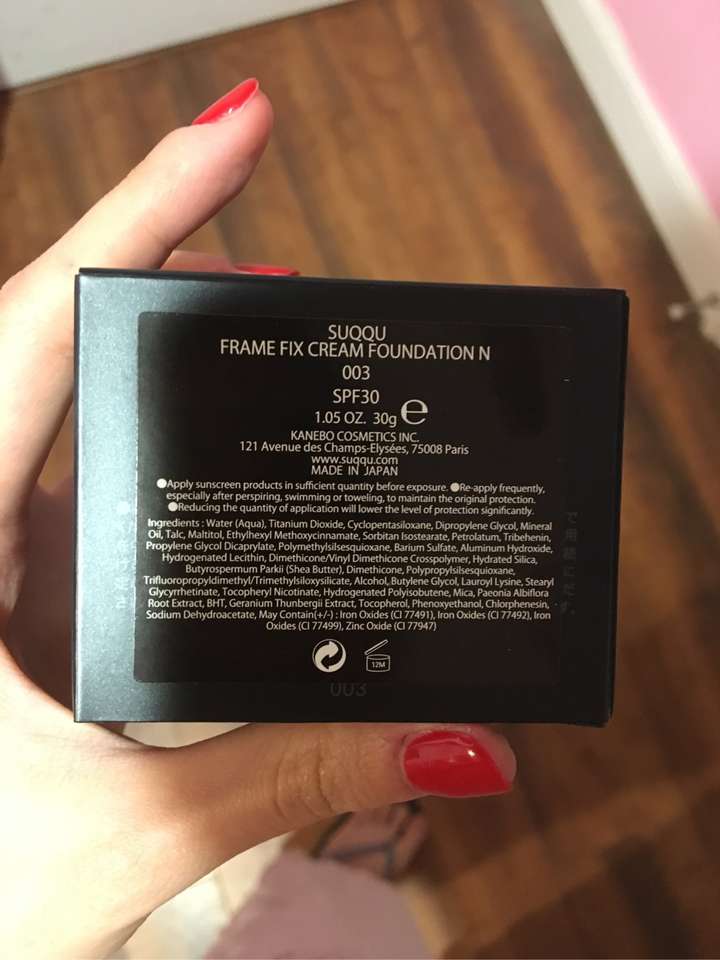 SUQQU
FRAME FIX CREAM FOUNDATION N
003
SPF30
1.05 OZ. 30g ℮
KANEBO COSMETICS INC.
121 Avenue des Champs-Elysées, 75008 Paris
www.suqqu.com
MADE IN JAPAN
●Apply sunscreen products in sufficient quantity before exposure. ●Re-apply frequently,
especially after perspiring, swimming or toweling, to maintain the original protection.
●Reducing the quantity of application will lower the level of protection significantly.
Ingredients : Water (Aqua), Titanium Dioxide, Cyclopentasiloxane, Dipropylene Glycol, Mineral
Oil, Talc, Maltitol, Ethylhexyl Methoxycinnamate, Sorbitan Isostearate, Petrolatum, Tribehenin,
Propylene Glycol Dicaprylate, Polymethylsilsesquioxane, Barium Sulfate, Aluminum Hydroxide,
Hydrogenated Lecithin, Dimethicone/Vinyl Dimethicone Crosspolymer, Hydrated Silica,
Butyrospermum Parkii (Shea Butter), Dimethicone, Polypropylsilsesquioxane,
Trifluoropropyldimethyl/Trimethylsiloxysilicate, Alcohol, Butylene Glycol, Lauroyl Lysine, Stearyl
Glycyrrhetinate, Tocopheryl Nicotinate, Hydrogenated Polyisobutene, Mica, Paeonia Albiflora
Root Extract, BHT, Geranium Thunbergii Extract, Tocopherol, Phenoxyethanol, Chlorphenesin,
Sodium Dehydroacetate, May Contain(+/-) : Iron Oxides (CI 77491), Iron Oxides (CI 77492), Iron
Oxides (CI 77499), Zinc Oxide (CI 77947)
12M
003